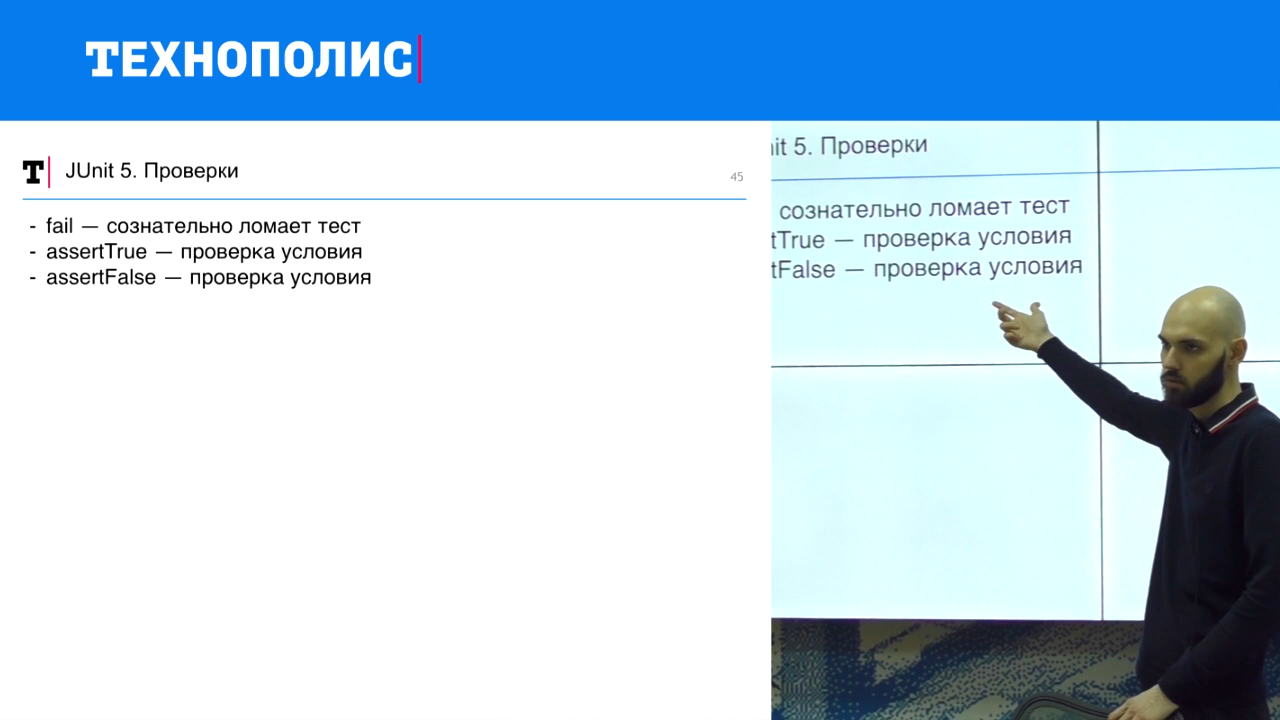 ТЕХНОПОЛИС
T JUnit 5. Проверки
45
- fail — сознательно ломает тест
- assertTrue — проверка условия
- assertFalse — проверка условия
nit 5. Проверки
сознательно ломает тест
tTrue — проверка условия
tFalse — проверка условия